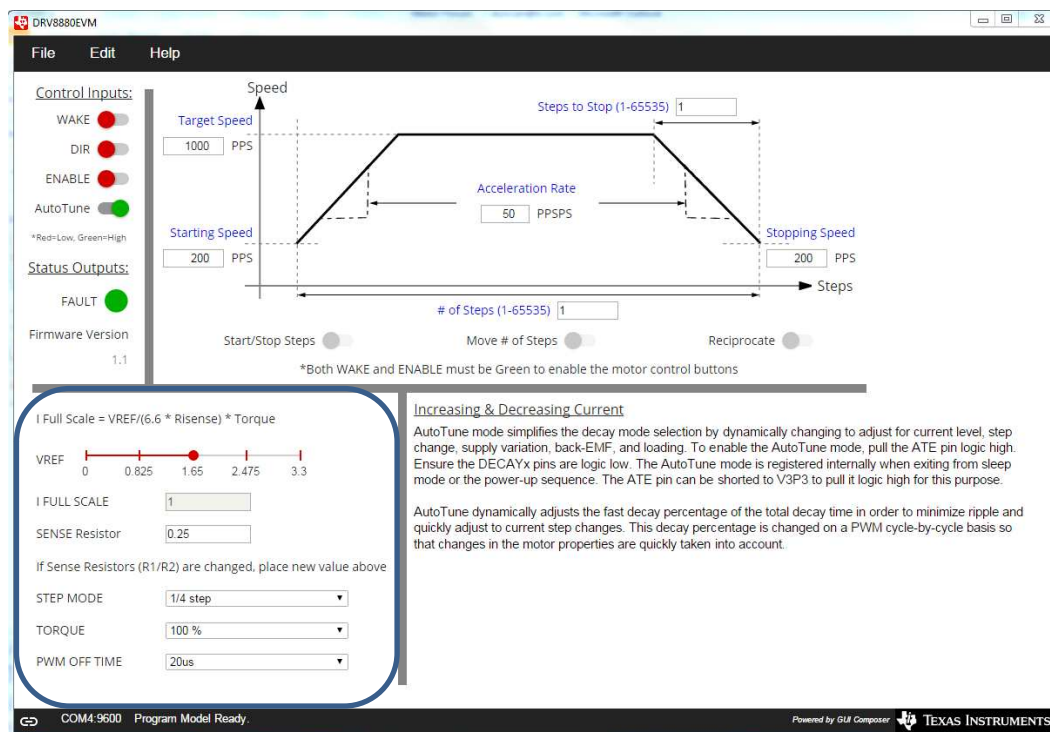 DRV8880EVM
File Edit Help
Control Inputs:
WAKE
DIR
ENABLE
AutoTune
*Red=Low, Green=High
Status Outputs:
FAULT
Firmware Version
1.1
Speed
Steps to Stop (1-65535) 1
Target Speed
1000 PPS
Acceleration Rate
50 PPSPS
Starting Speed
200 PPS
Stopping Speed
200 PPS
Steps
# of Steps (1-65535) 1
Start/Stop Steps Move # of Steps Reciprocate
*Both WAKE and ENABLE must be Green to enable the motor control buttons
I Full Scale = VREF/(6.6 * Risense) * Torque
VREF
0 0.825 1.65 2.475 3.3
I FULL SCALE 1
SENSE Resistor 0.25
If Sense Resistors (R1/R2) are changed, place new value above
STEP MODE 1/4 step
TORQUE 100 %
PWM OFF TIME 20us
Increasing & Decreasing Current
AutoTune mode simplifies the decay mode selection by dynamically changing to adjust for current level, step
change, supply variation, back-EMF, and loading. To enable the AutoTune mode, pull the ATE pin logic high.
Ensure the DECAYx pins are logic low. The AutoTune mode is registered internally when exiting from sleep
mode or the power-up sequence. The ATE pin can be shorted to V3P3 to pull it logic high for this purpose.
AutoTune dynamically adjusts the fast decay percentage of the total decay time in order to minimize ripple and
quickly adjust to current step changes. This decay percentage is changed on a PWM cycle-by-cycle basis so
that changes in the motor properties are quickly taken into account.
COM4:9600 Program Model Ready.
Powered by GUI Composer TEXAS INSTRUMENTS